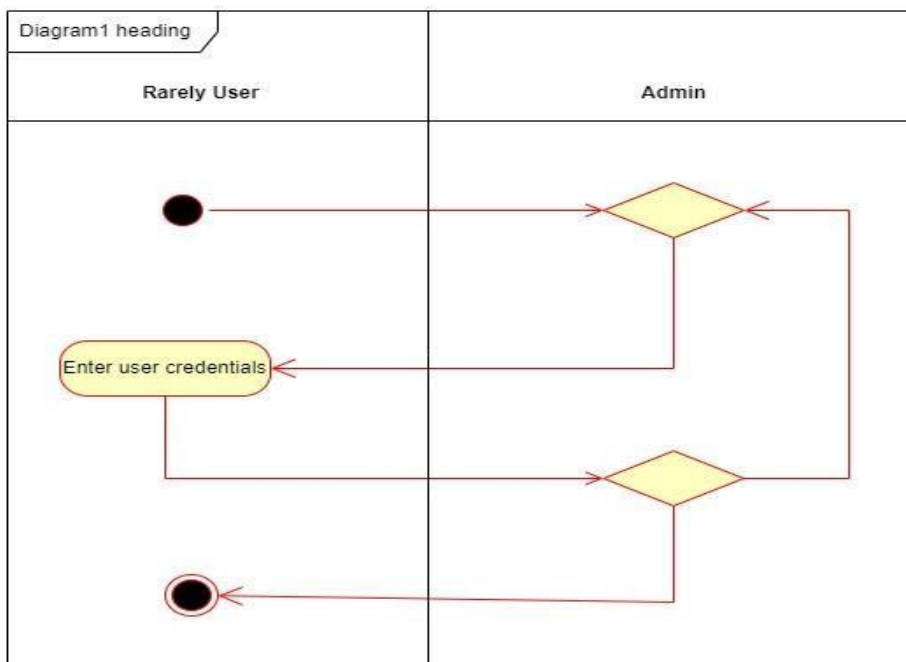 Diagram1 heading
Rarely User
Admin
Enter user credentials